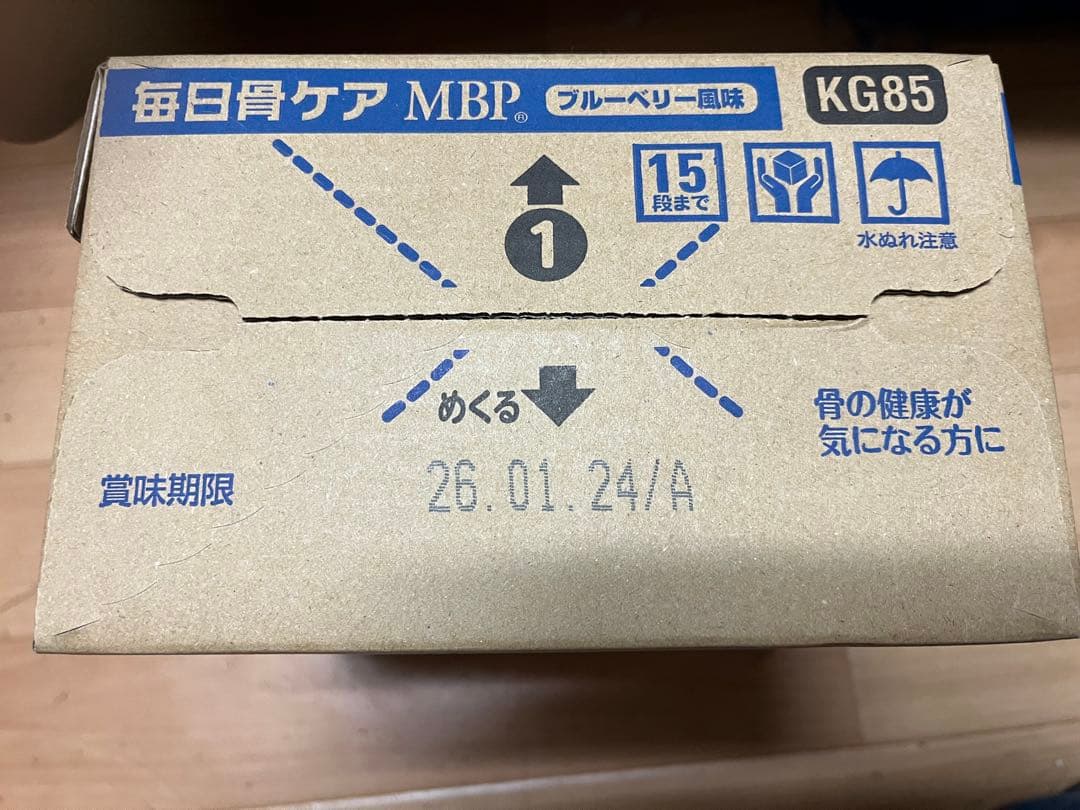 毎日骨ケア MBP® ブルーベリー風味 KG85
15
段まで
水ぬれ注意
1
めくる
骨の健康が
気になる方に
賞味期限 26.01.24/A